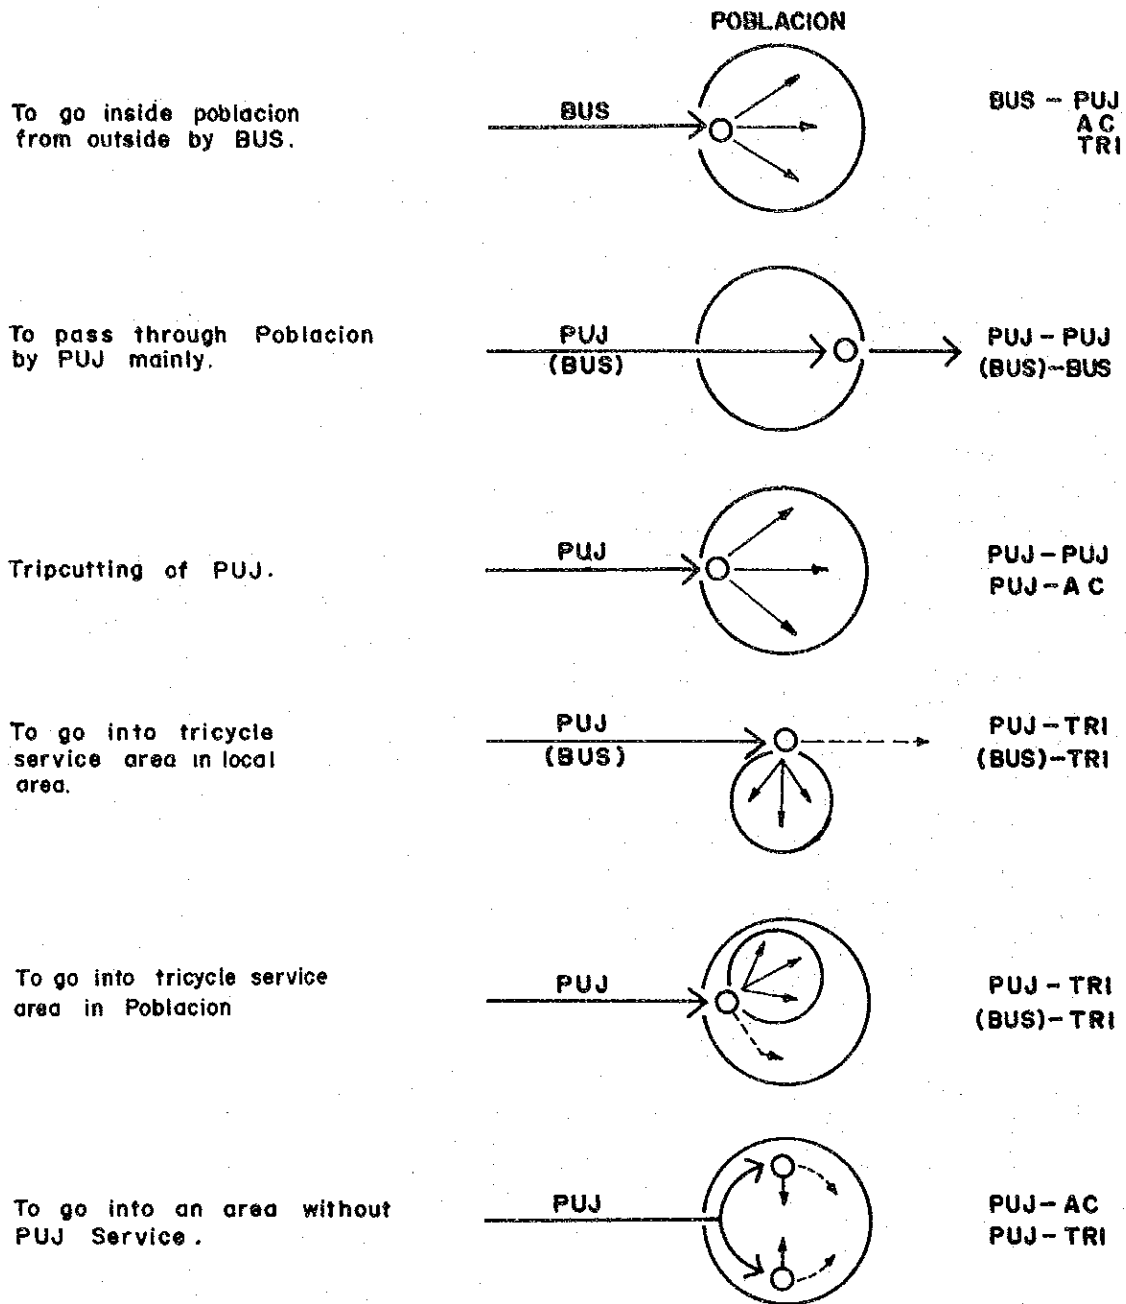 POBLACION
To go inside poblacion
from outside by BUS.
BUS
BUS - PUJ
AC
TRI
To pass through Poblacion
by PUJ mainly.
PUJ
(BUS)
PUJ - PUJ
(BUS)-BUS
Tripcutting of PUJ.
PUJ
PUJ-PUJ
PUJ-AC
To go into tricycle
service area in local
area.
PUJ
(BUS)
PUJ-TRI
(BUS)-TRI
To go into tricycle service
area in Poblacion
PUJ
PUJ - TRI
(BUS)-TRI
To go into an area without
PUJ Service.
PUJ
PUJ-AC
PUJ-TRI